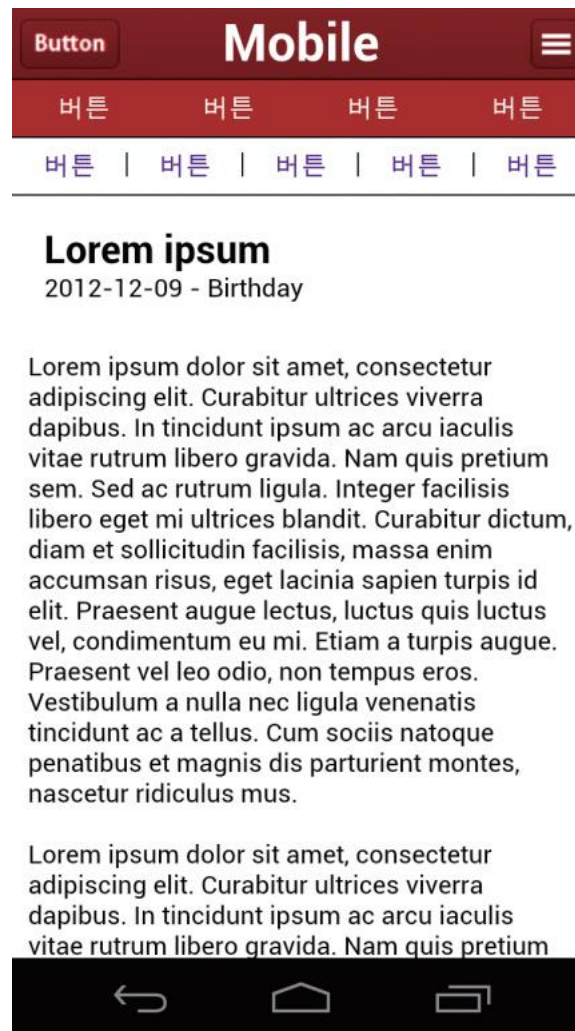 Button Mobile
버튼 버튼 버튼 버튼
버튼 | 버튼 | 버튼 | 버튼 | 버튼
Lorem ipsum
2012-12-09 - Birthday
Lorem ipsum dolor sit amet, consectetur
adipiscing elit. Curabitur ultrices viverra
dapibus. In tincidunt ipsum ac arcu iaculis
vitae rutrum libero gravida. Nam quis pretium
sem. Sed ac rutrum ligula. Integer facilisis
libero eget mi ultrices blandit. Curabitur dictum,
diam et sollicitudin facilisis, massa enim
accumsan risus, eget lacinia sapien turpis id
elit. Praesent augue lectus, luctus quis luctus
vel, condimentum eu mi. Etiam a turpis augue.
Praesent vel leo odio, non tempus eros.
Vestibulum a nulla nec ligula venenatis
tincidunt ac a tellus. Cum sociis natoque
penatibus et magnis dis parturient montes,
nascetur ridiculus mus.
Lorem ipsum dolor sit amet, consectetur
adipiscing elit. Curabitur ultrices viverra
dapibus. In tincidunt ipsum ac arcu iaculis
vitae rutrum libero gravida. Nam quis pretium